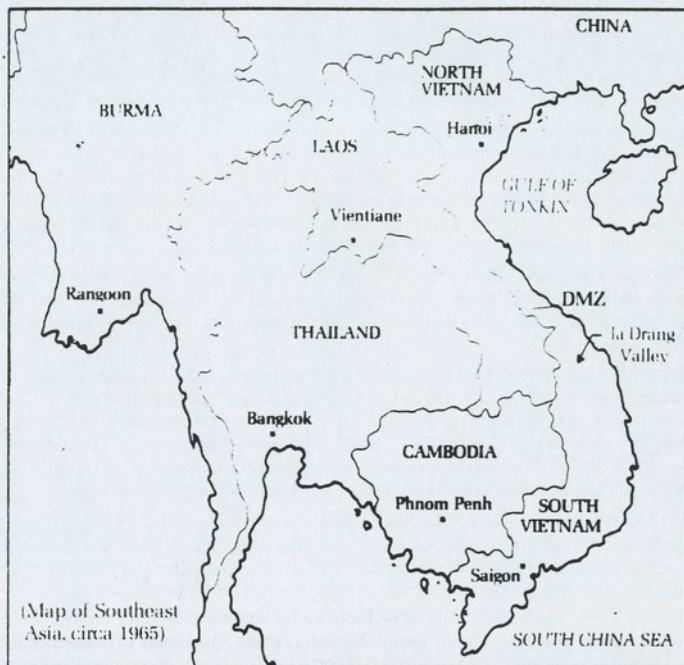 CHINA
NORTH
VIETNAM
BURMA
Hanoi
LAOS
GULF OF
TONKIN
Vientiane
Rangoon
DMZ
THAILAND
Ia Drang
Valley
Bangkok
CAMBODIA
Phnom Penh
SOUTH
VIETNAM
Saigon
(Map of Southeast
Asia, circa 1965)
SOUTH CHINA SEA